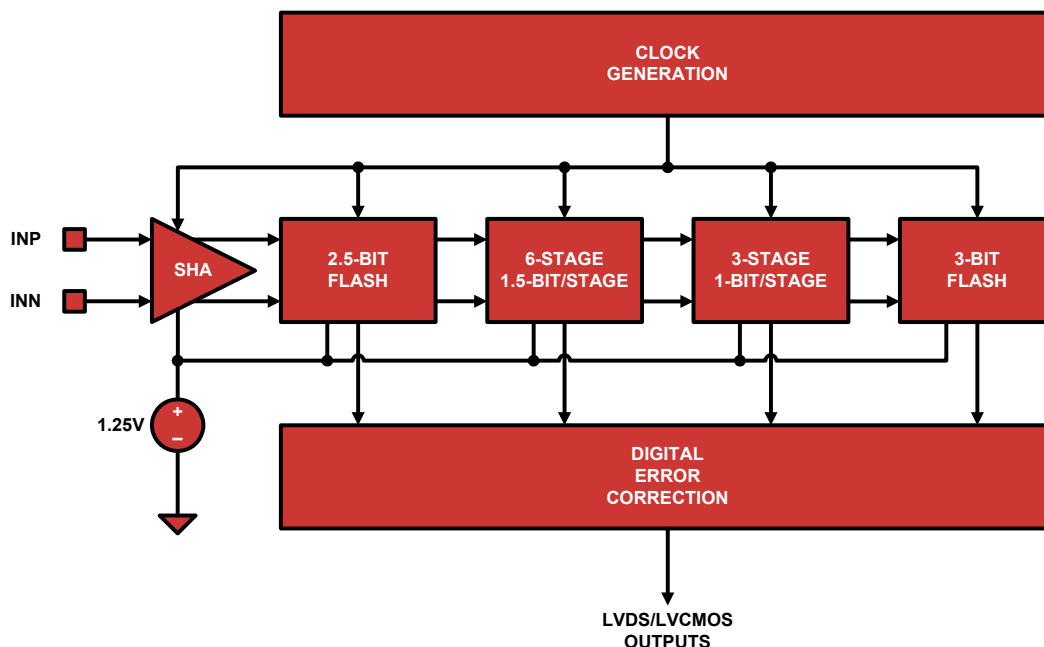 CLOCK
GENERATION
INP
INN
SHA
2.5-BIT
FLASH
6-STAGE
1.5-BIT/STAGE
3-STAGE
1-BIT/STAGE
3-BIT
FLASH
1.25V
+
–
DIGITAL
ERROR
CORRECTION
LVDS/LVCMOS
OUTPUTS